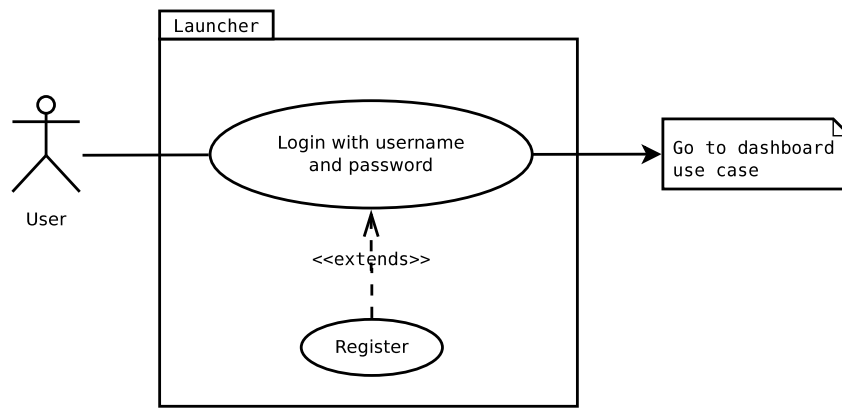 Launcher
Login with username
and password
Go to dashboard
use case
User
<<extends>>
Register